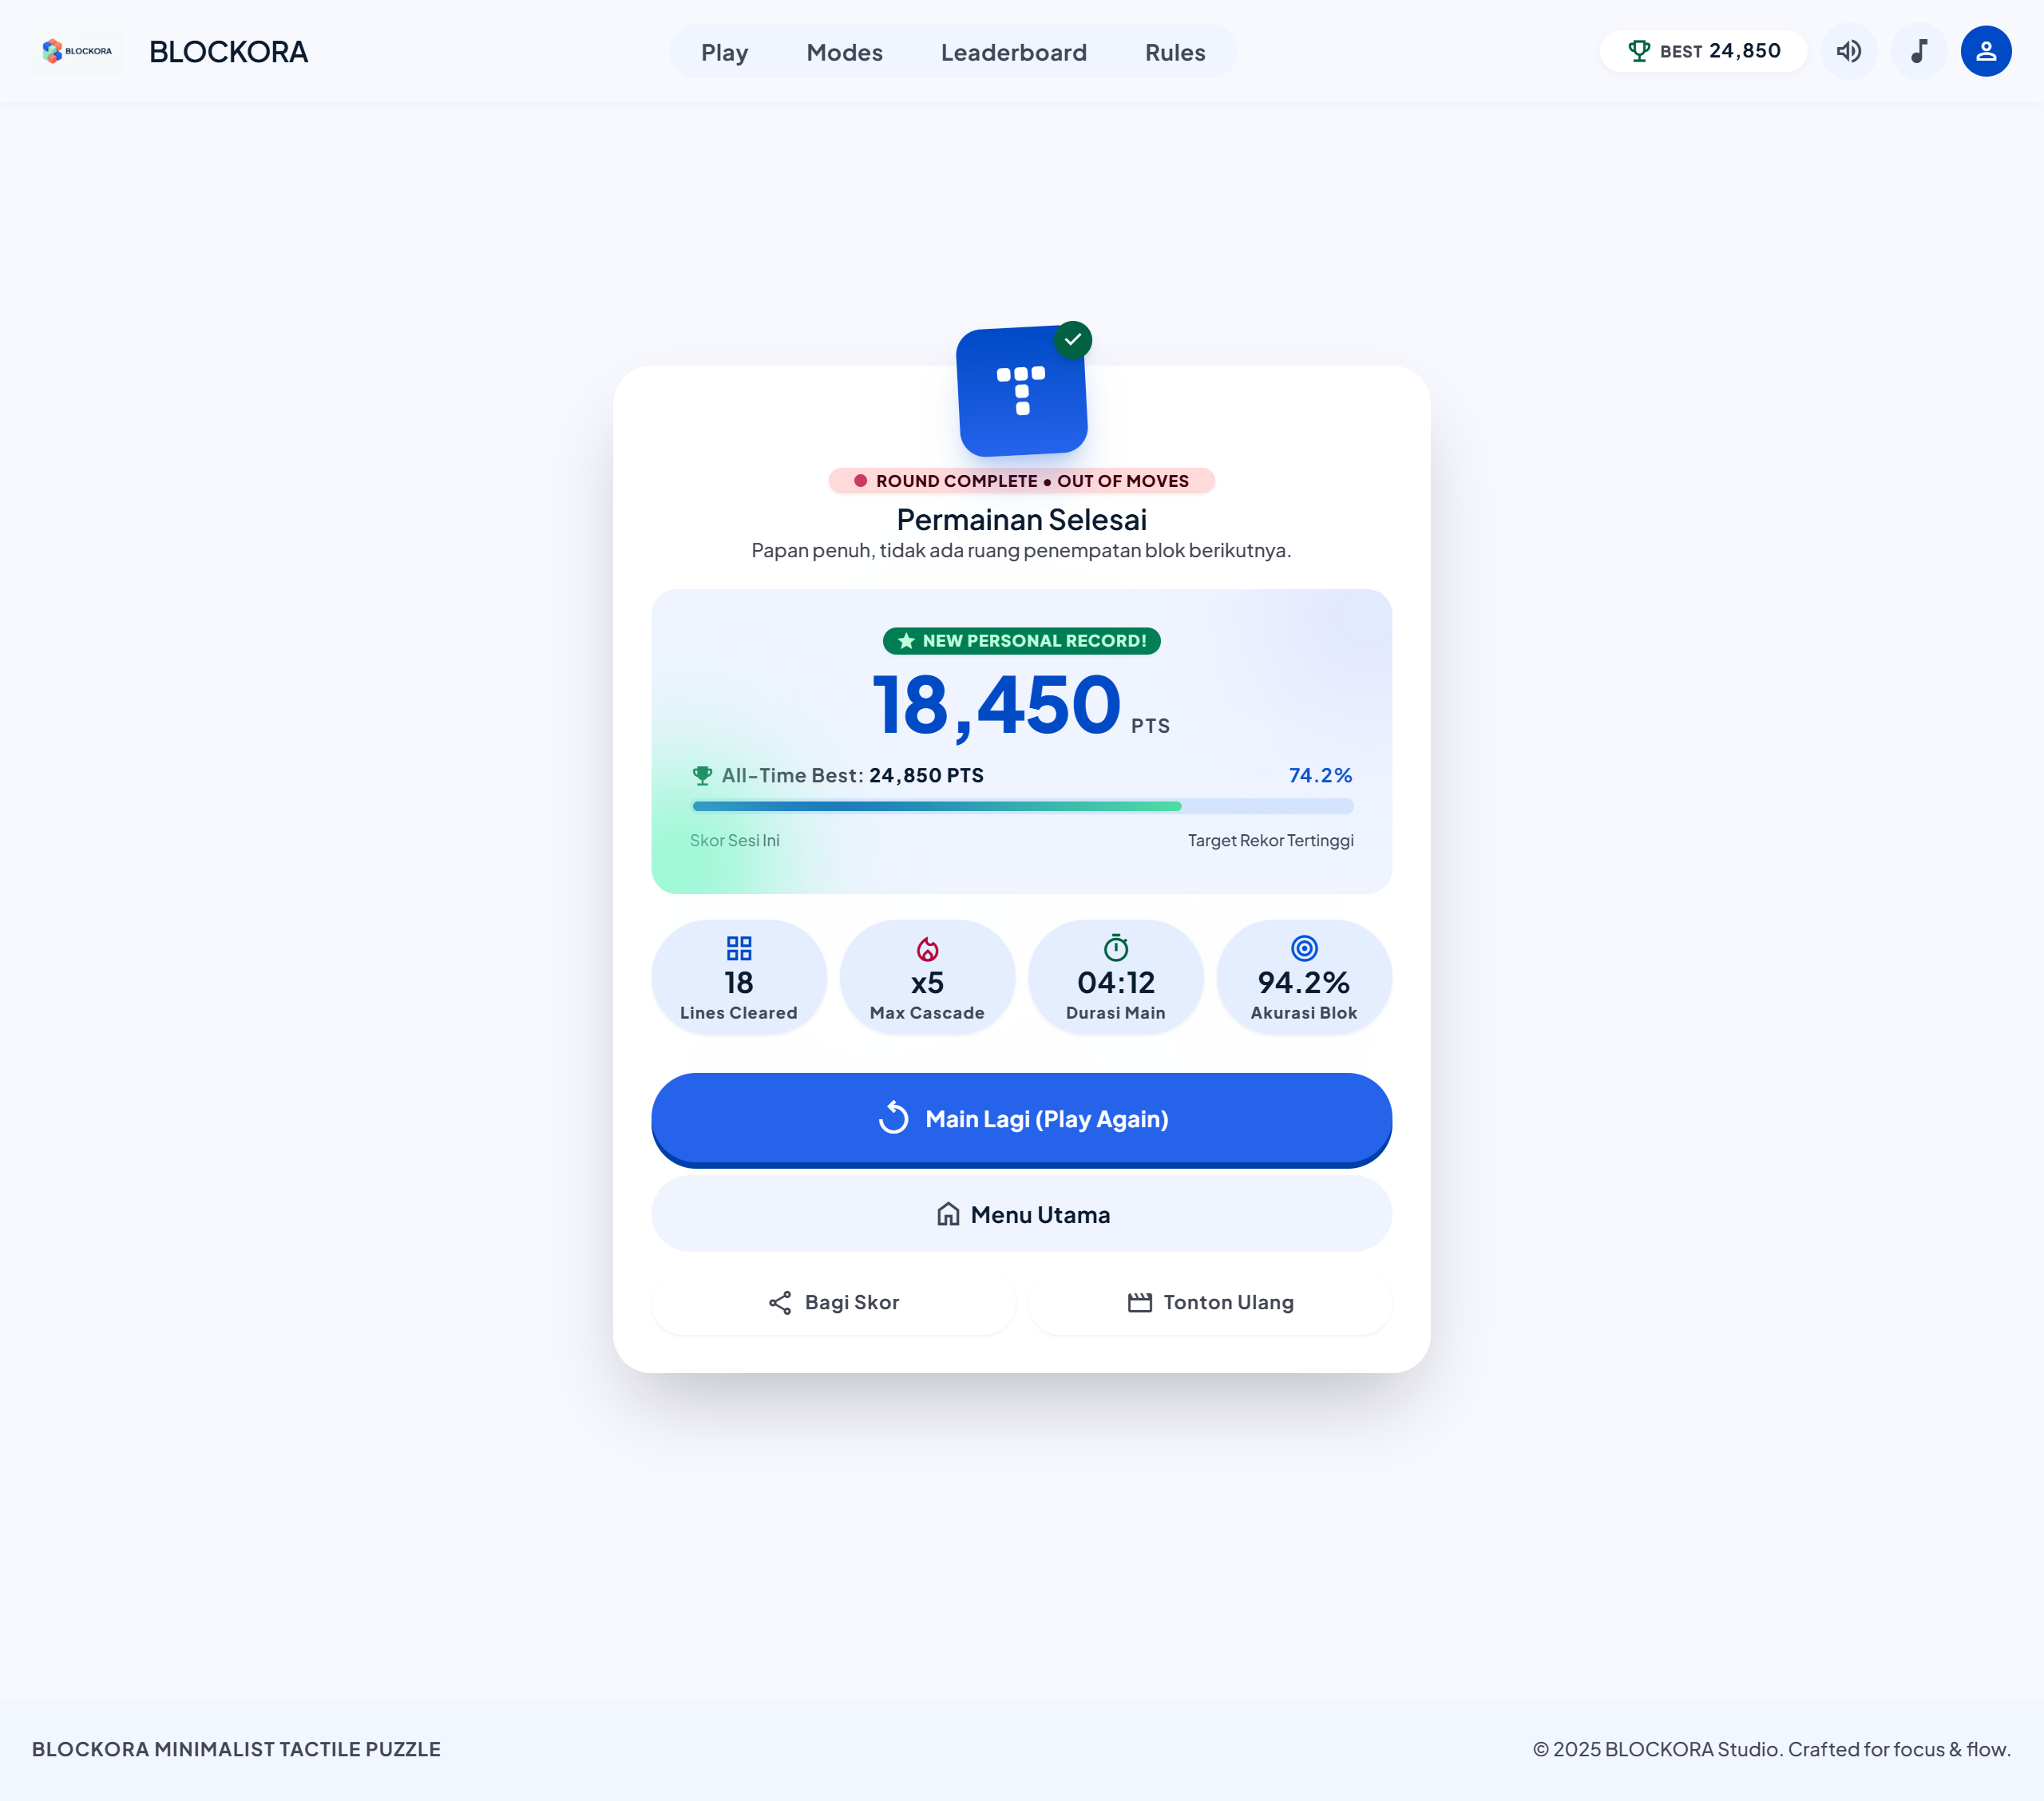 BLOCKORA
BLOCKORA
Play Modes Leaderboard Rules
BEST 24,850
ROUND COMPLETE • OUT OF MOVES
Permainan Selesai
Papan penuh, tidak ada ruang penempatan blok berikutnya.
NEW PERSONAL RECORD!
18,450 PTS
All-Time Best: 24,850 PTS 74.2%
Skor Sesi Ini Target Rekor Tertinggi
18 x5 04:12 94.2%
Lines Cleared Max Cascade Durasi Main Akurasi Blok
Main Lagi (Play Again)
Menu Utama
Bagi Skor Tonton Ulang
BLOCKORA MINIMALIST TACTILE PUZZLE
© 2025 BLOCKORA Studio. Crafted for focus & flow.